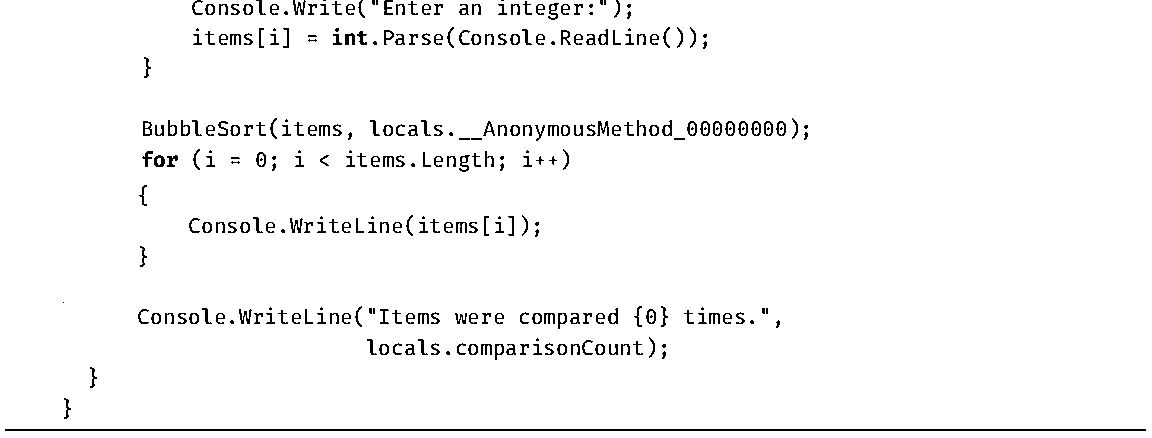 Console.Write("Enter an integer:");
items[i] = int.Parse(Console.ReadLine());
}
BubbleSort(items, locals.__AnonymousMethod_00000000);
for (i = 0; i < items.Length; i++)
{
Console.WriteLine(items[i]);
}
Console.WriteLine("Items were compared {0} times.",
locals.comparisonCount);
}
}